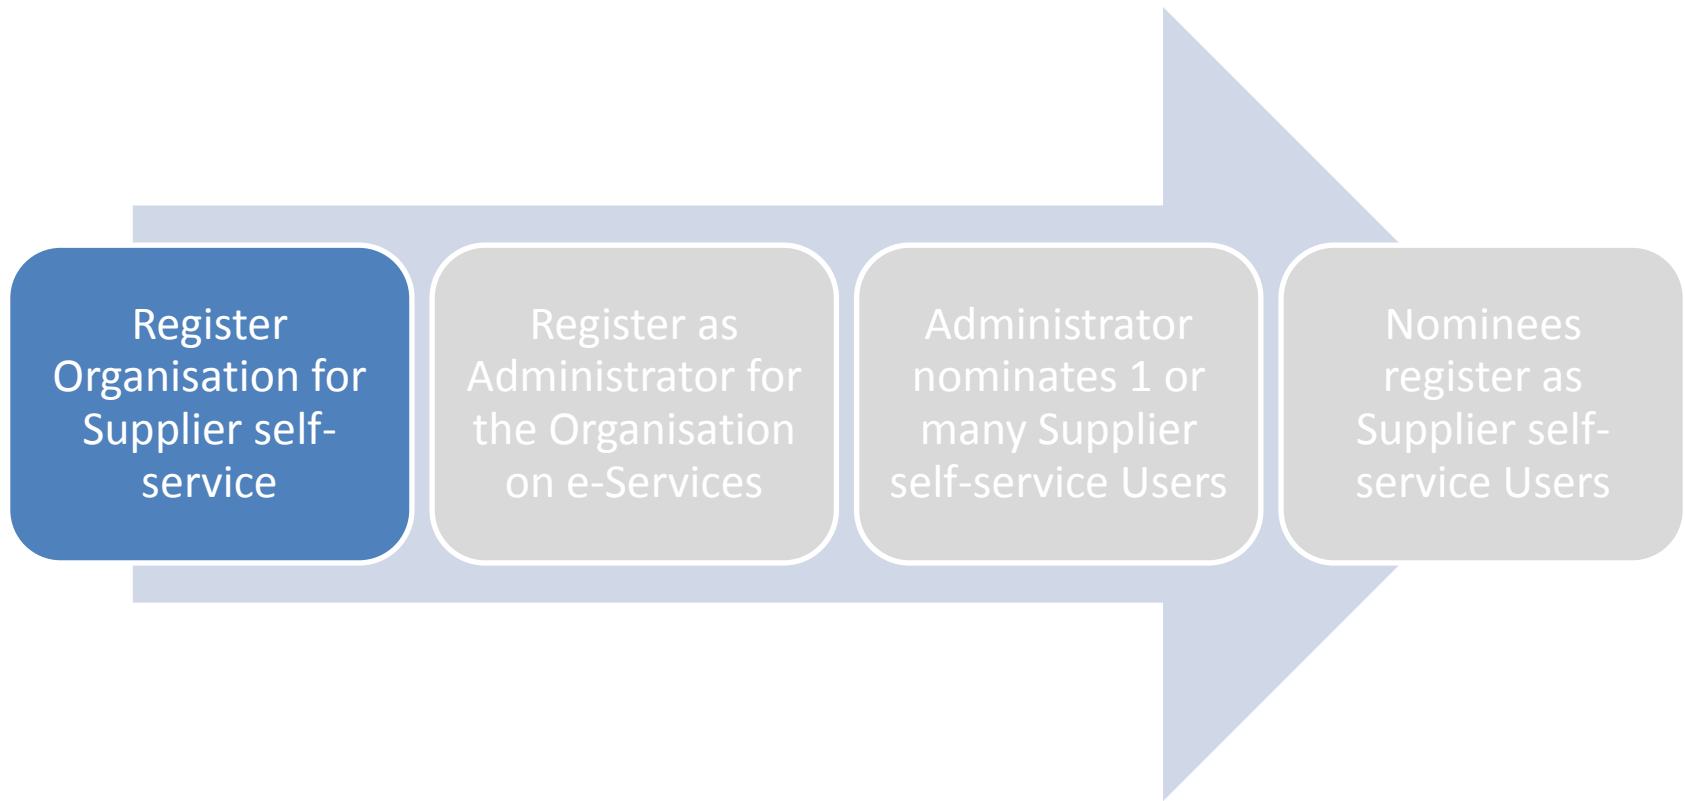 Register
Organisation for
Supplier self-
service
Register as
Administrator for
the Organisation
on e-Services
Administrator
nominates 1 or
many Supplier
self-service Users
Nominees
register as
Supplier self-
service Users